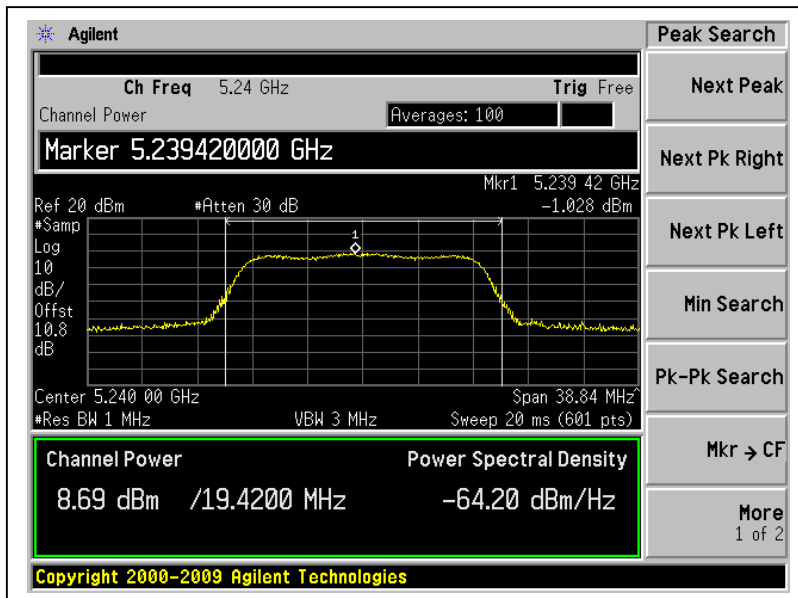 Agilent
Peak Search
Ch Freq 5.24 GHz Trig Free
Channel Power Averages: 100
Marker 5.239420000 GHz
Mkr1 5.239 42 GHz
Ref 20 dBm #Atten 30 dB -1.028 dBm
#Samp
Log
10
dB/
Offst
10.8
dB
1
Center 5.240 00 GHz Span 38.84 MHz^
#Res BW 1 MHz VBW 3 MHz Sweep 20 ms (601 pts)
Channel Power Power Spectral Density
8.69 dBm /19.4200 MHz -64.20 dBm/Hz
Copyright 2000-2009 Agilent Technologies
Next Peak
Next Pk Right
Next Pk Left
Min Search
Pk-Pk Search
Mkr → CF
More
1 of 2